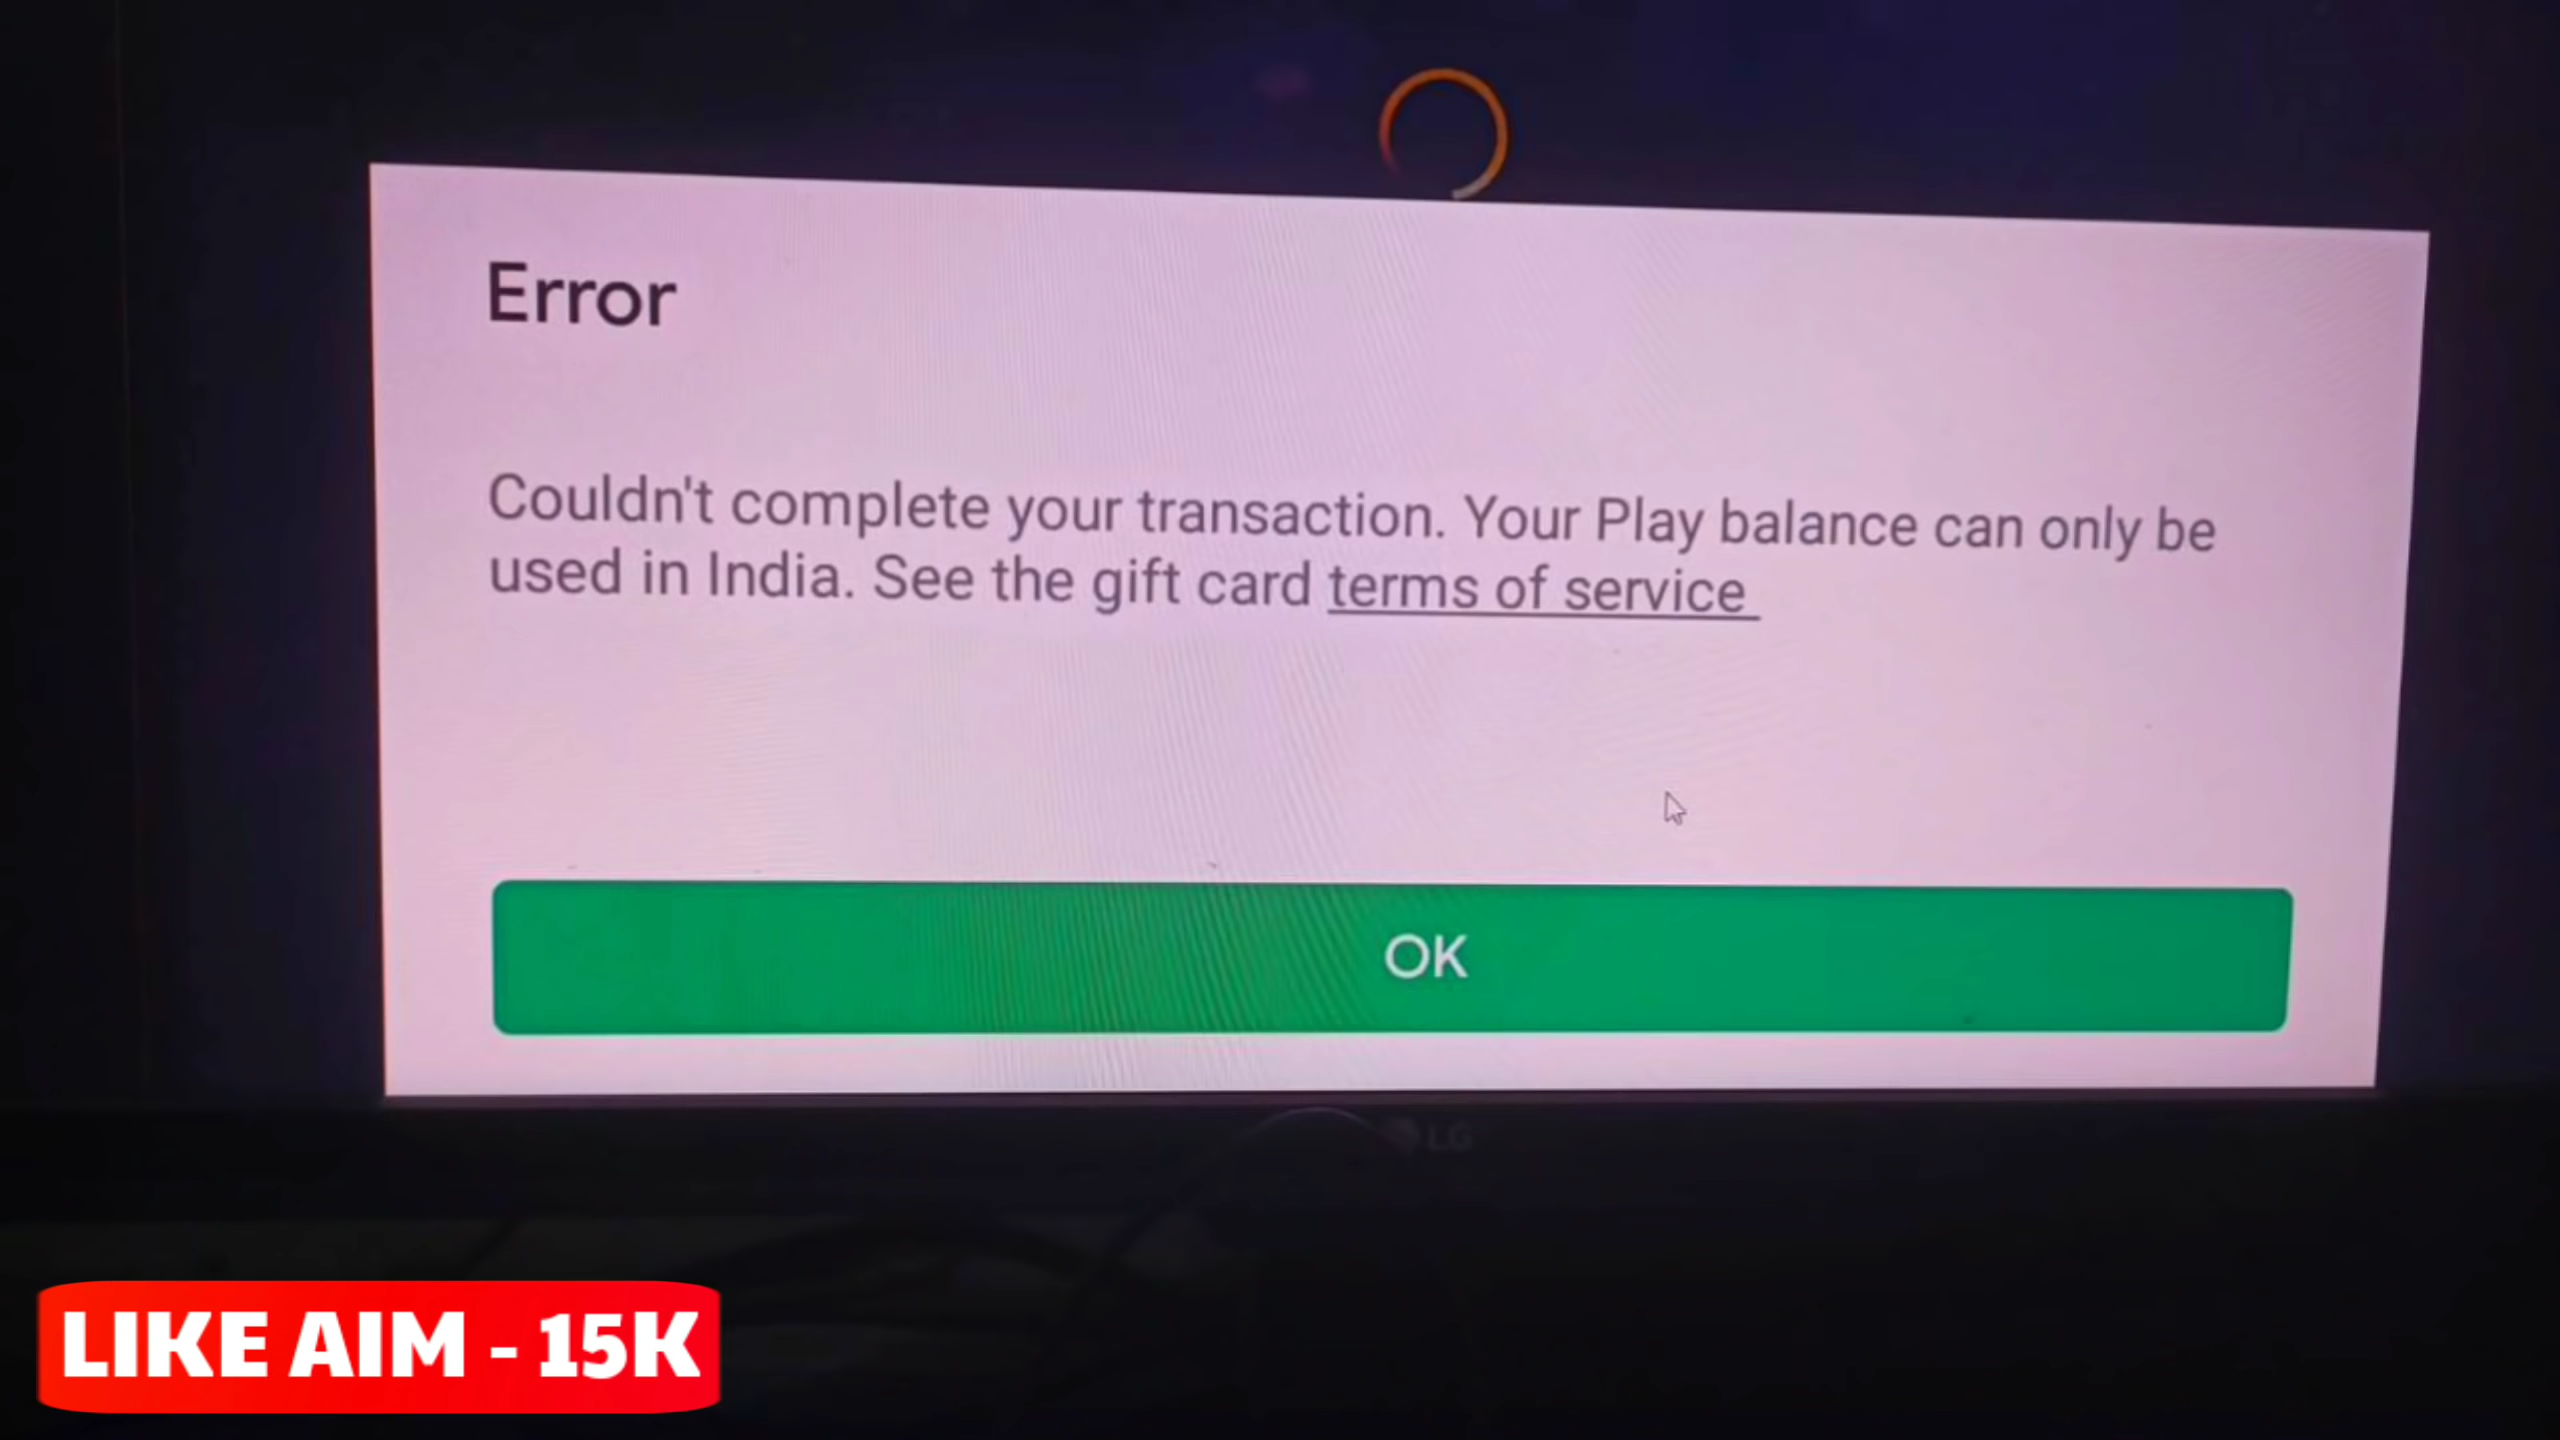 Error
Couldn't complete your transaction. Your Play balance can only be
used in India. See the gift card terms of service
OK
LG
LIKE AIM - 15K